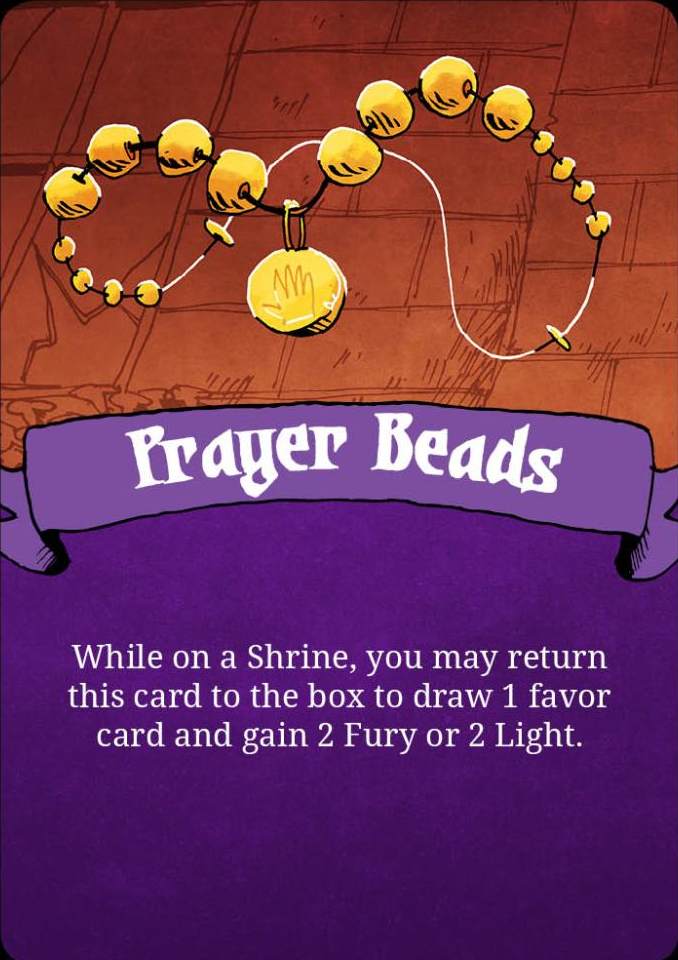 Prayer Beads
While on a Shrine, you may return
this card to the box to draw 1 favor
card and gain 2 Fury or 2 Light.